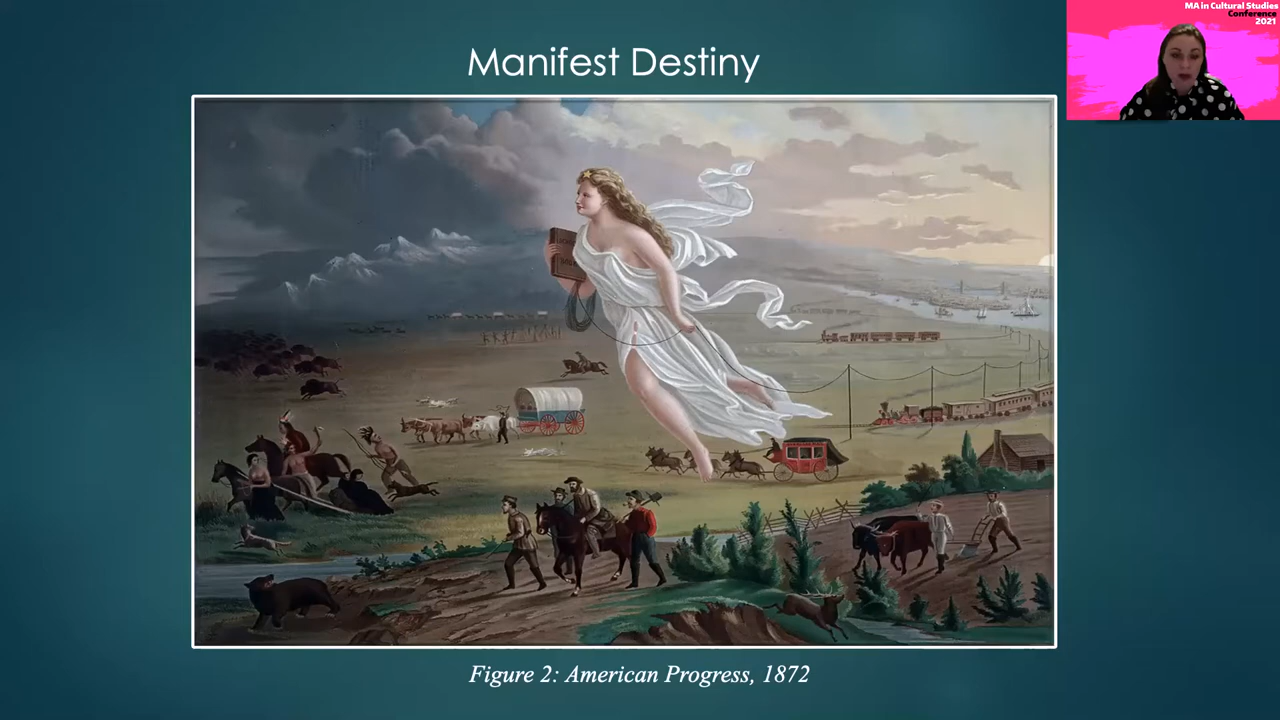 MA in Cultural Studies
Conference
2021
Manifest Destiny
Figure 2: American Progress, 1872